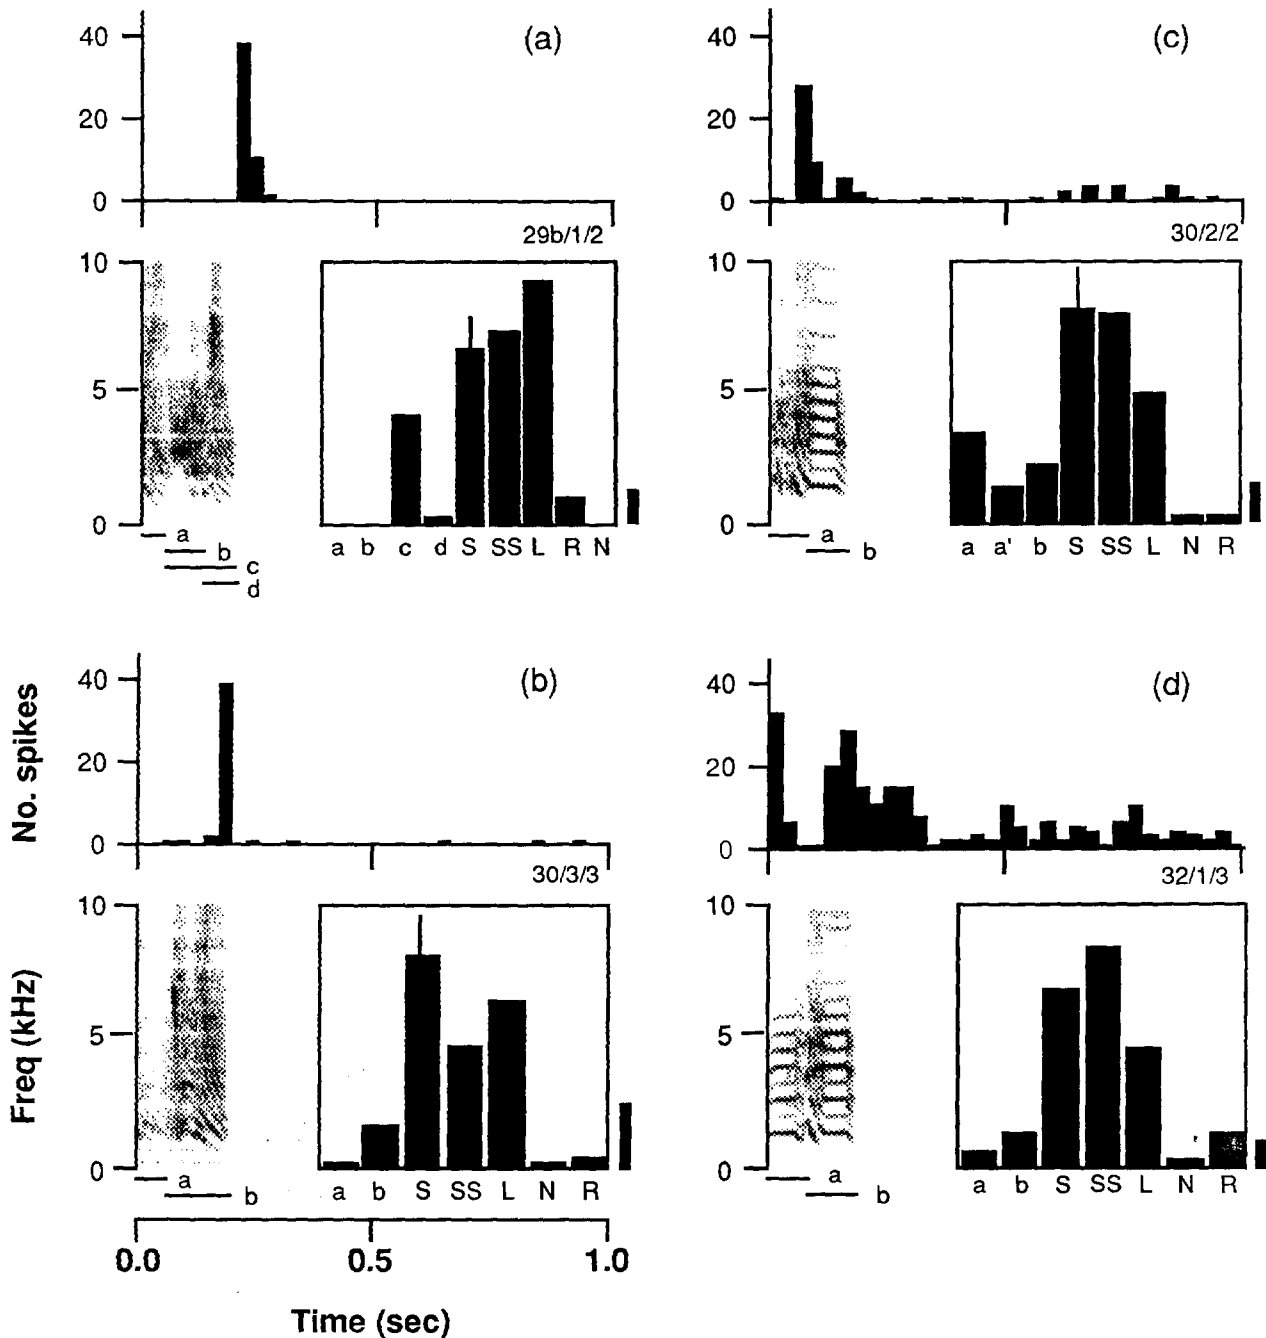 (a)
40
20
0
29b/1/2
10
5
0
a
b
c
d
a b c d S SS L R N
(c)
40
20
0
30/2/2
10
5
0
a
b
a a' b S SS L N R
(b)
No. spikes
40
20
0
30/3/3
Freq (kHz)
10
5
0
a
b
a b S SS L N R
0.0 0.5 1.0
Time (sec)
(d)
40
20
0
32/1/3
10
5
0
a
b
a b S SS L N R